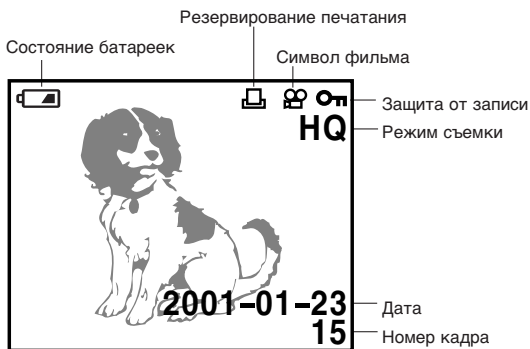 Резервирование печатания
Состояние батареек
Символ фильма
Защита от записи
HQ
Режим съемки
2001-01-23
Дата
15
Номер кадра